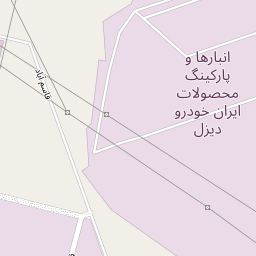 انبارها و
پارکینگ
محصولات
ایران خودرو
دیزل
قاسم آباد